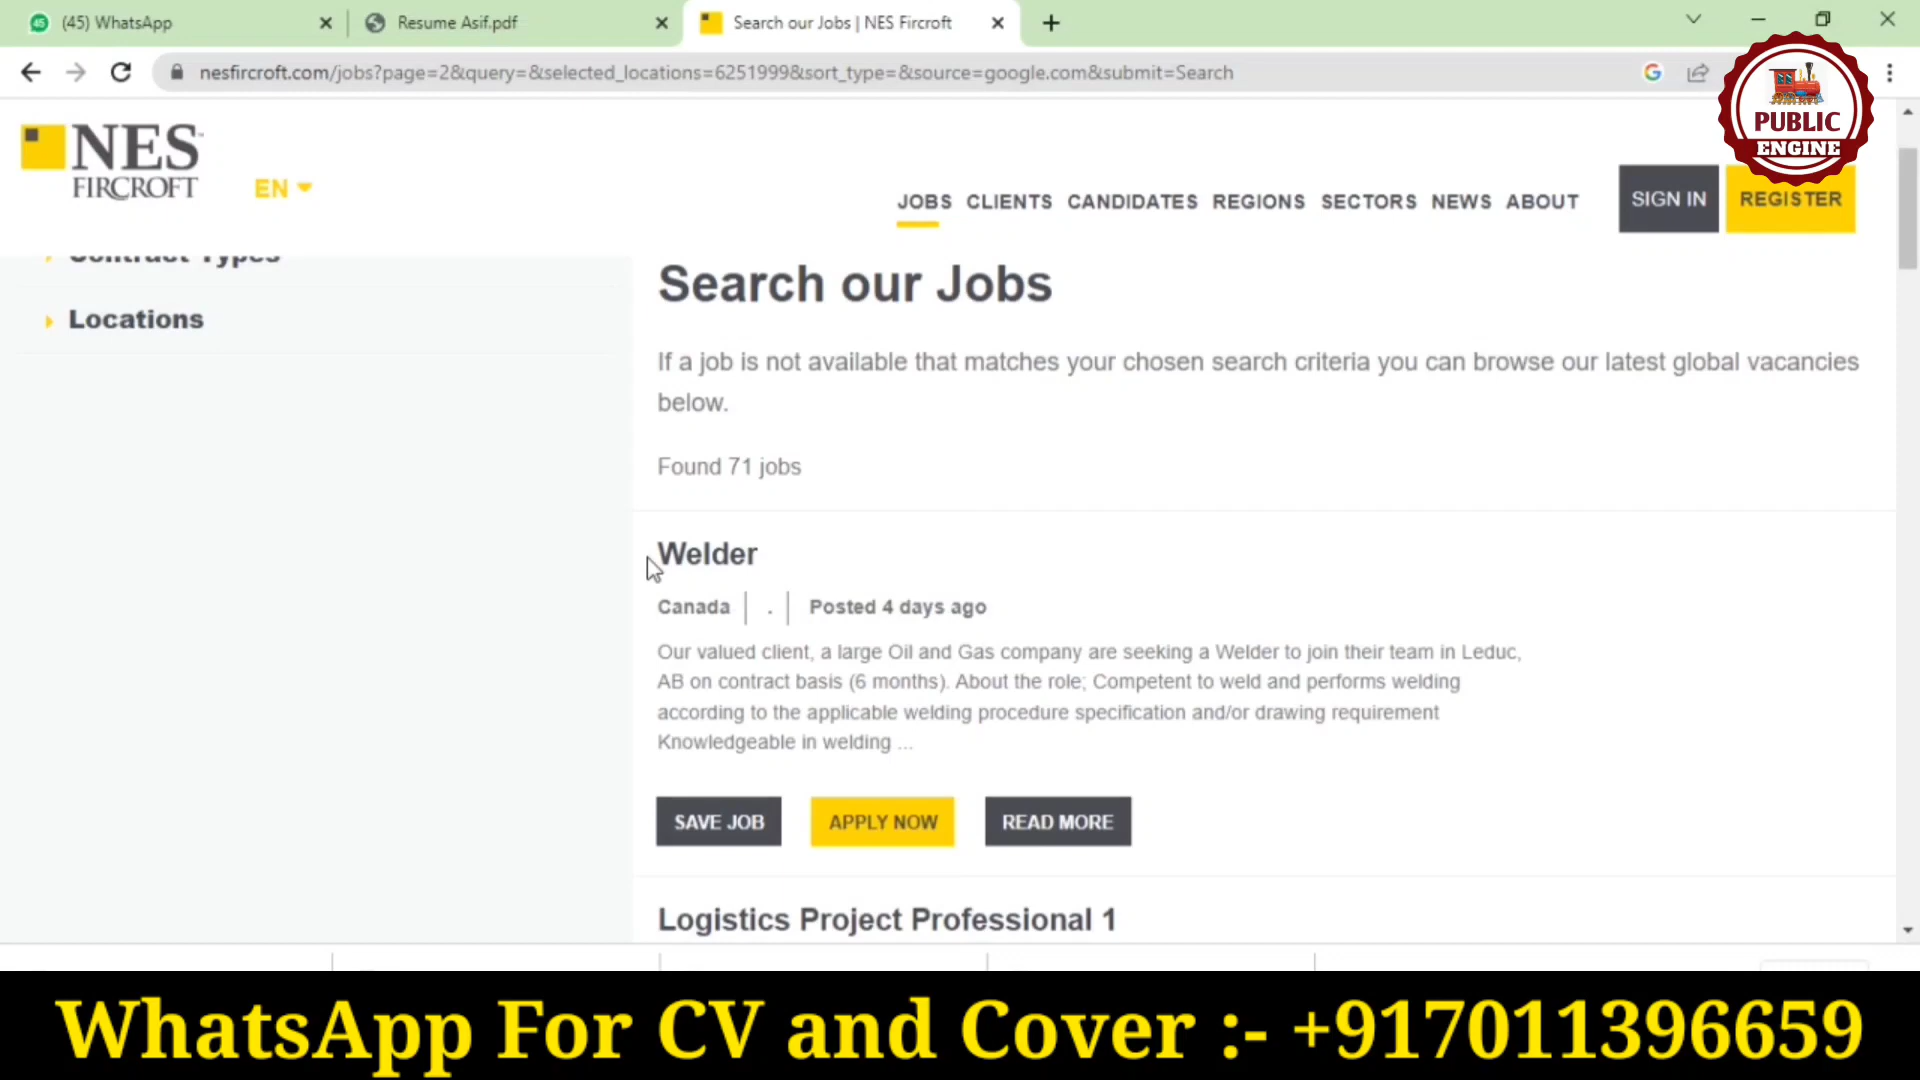 (45) WhatsApp
Resume Asif.pdf
Search our Jobs | NES Fircroft
nesfircroft.com/jobs?page=2&query=&selected_locations=6251999&sort_type=&source=google.com&submit=Search
PUBLIC
ENGINE
NES
FIRCROFT
EN
JOBS CLIENTS CANDIDATES REGIONS SECTORS NEWS ABOUT
SIGN IN
REGISTER
Contract Types
Locations
Search our Jobs
If a job is not available that matches your chosen search criteria you can browse our latest global vacancies
below.
Found 71 jobs
Welder
Canada | . | Posted 4 days ago
Our valued client, a large Oil and Gas company are seeking a Welder to join their team in Leduc,
AB on contract basis (6 months). About the role; Competent to weld and performs welding
according to the applicable welding procedure specification and/or drawing requirement
Knowledgeable in welding ...
SAVE JOB
APPLY NOW
READ MORE
Logistics Project Professional 1
WhatsApp For CV and Cover :- +917011396659